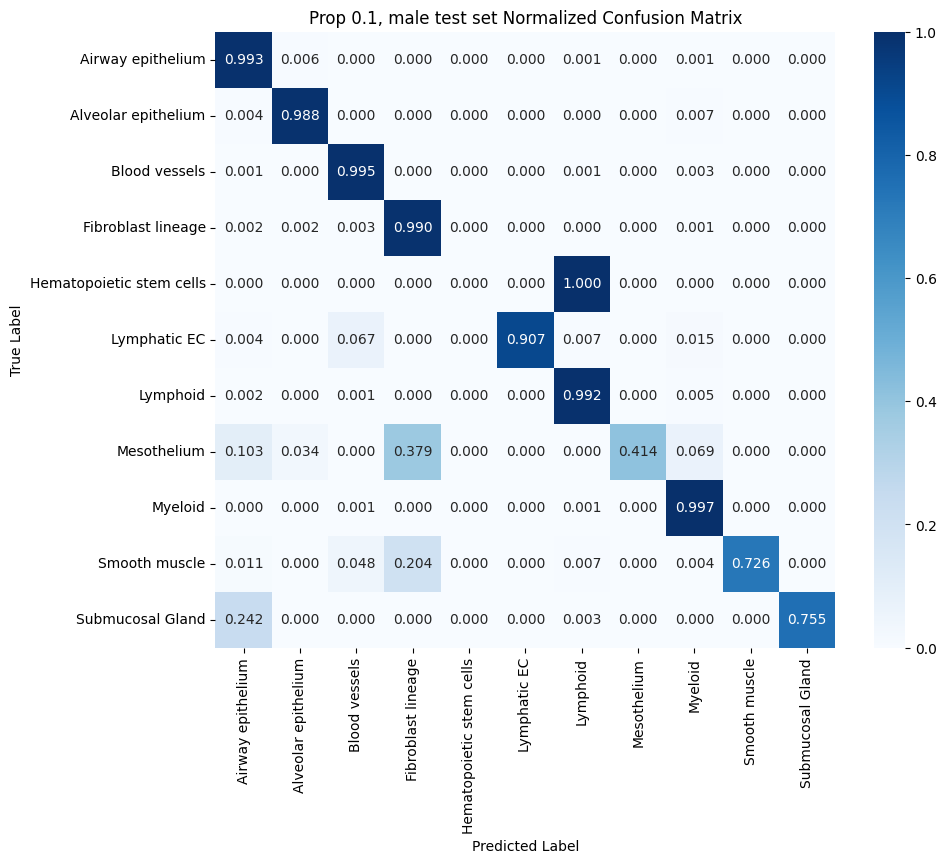 Prop 0.1, male test set Normalized Confusion Matrix
True Label
Airway epithelium 0.993 0.006 0.000 0.000 0.000 0.000 0.001 0.000 0.001 0.000 0.000
Alveolar epithelium 0.004 0.988 0.000 0.000 0.000 0.000 0.000 0.000 0.007 0.000 0.000
Blood vessels 0.001 0.000 0.995 0.000 0.000 0.000 0.001 0.000 0.003 0.000 0.000
Fibroblast lineage 0.002 0.002 0.003 0.990 0.000 0.000 0.000 0.000 0.001 0.000 0.000
Hematopoietic stem cells 0.000 0.000 0.000 0.000 0.000 0.000 1.000 0.000 0.000 0.000 0.000
Lymphatic EC 0.004 0.000 0.067 0.000 0.000 0.907 0.007 0.000 0.015 0.000 0.000
Lymphoid 0.002 0.000 0.001 0.000 0.000 0.000 0.992 0.000 0.005 0.000 0.000
Mesothelium 0.103 0.034 0.000 0.379 0.000 0.000 0.000 0.414 0.069 0.000 0.000
Myeloid 0.000 0.000 0.001 0.000 0.000 0.000 0.001 0.000 0.997 0.000 0.000
Smooth muscle 0.011 0.000 0.048 0.204 0.000 0.000 0.007 0.000 0.004 0.726 0.000
Submucosal Gland 0.242 0.000 0.000 0.000 0.000 0.000 0.003 0.000 0.000 0.000 0.755
Airway epithelium
Alveolar epithelium
Blood vessels
Fibroblast lineage
Hematopoietic stem cells
Lymphatic EC
Lymphoid
Mesothelium
Myeloid
Smooth muscle
Submucosal Gland
Predicted Label
1.0
0.8
0.6
0.4
0.2
0.0